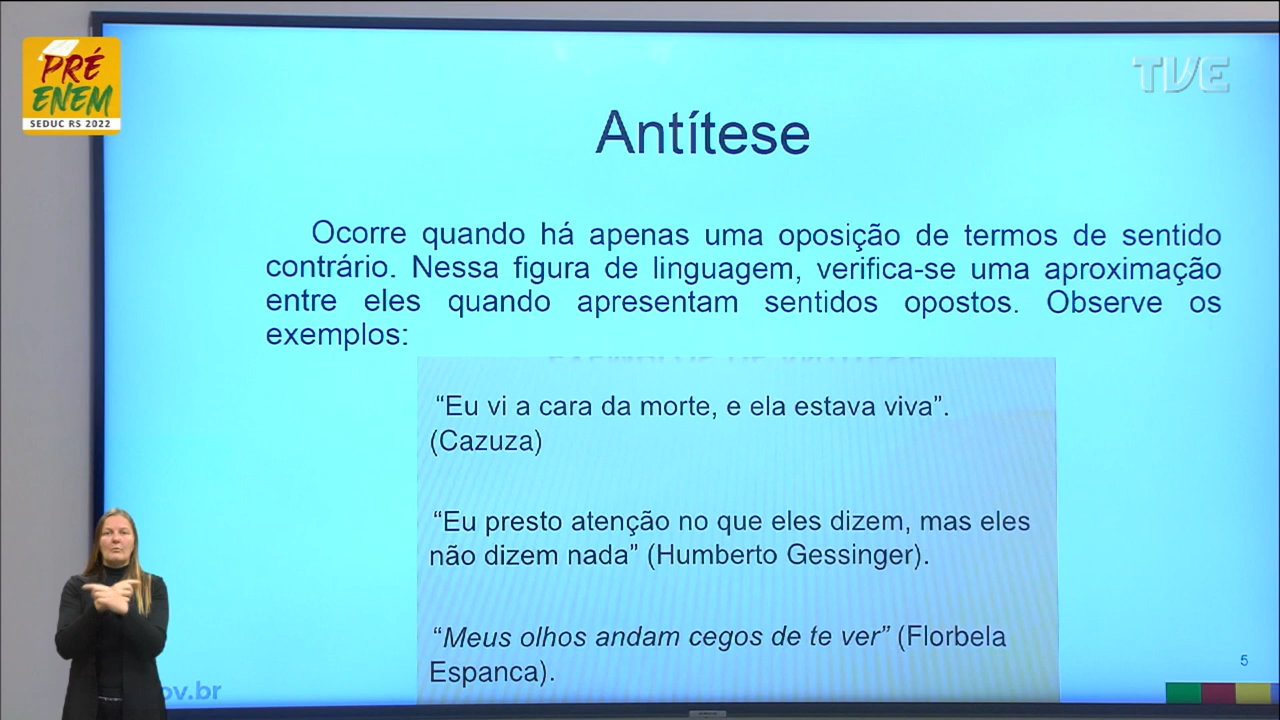 PRÉ
ENEM
SEDUC RS 2022
TVE
Antítese
Ocorre quando há apenas uma oposição de termos de sentido
contrário. Nessa figura de linguagem, verifica-se uma aproximação
entre eles quando apresentam sentidos opostos. Observe os
exemplos:
“Eu vi a cara da morte, e ela estava viva”.
(Cazuza)
“Eu presto atenção no que eles dizem, mas eles
não dizem nada” (Humberto Gessinger).
“Meus olhos andam cegos de te ver” (Florbela
Espanca).
5
ov.br